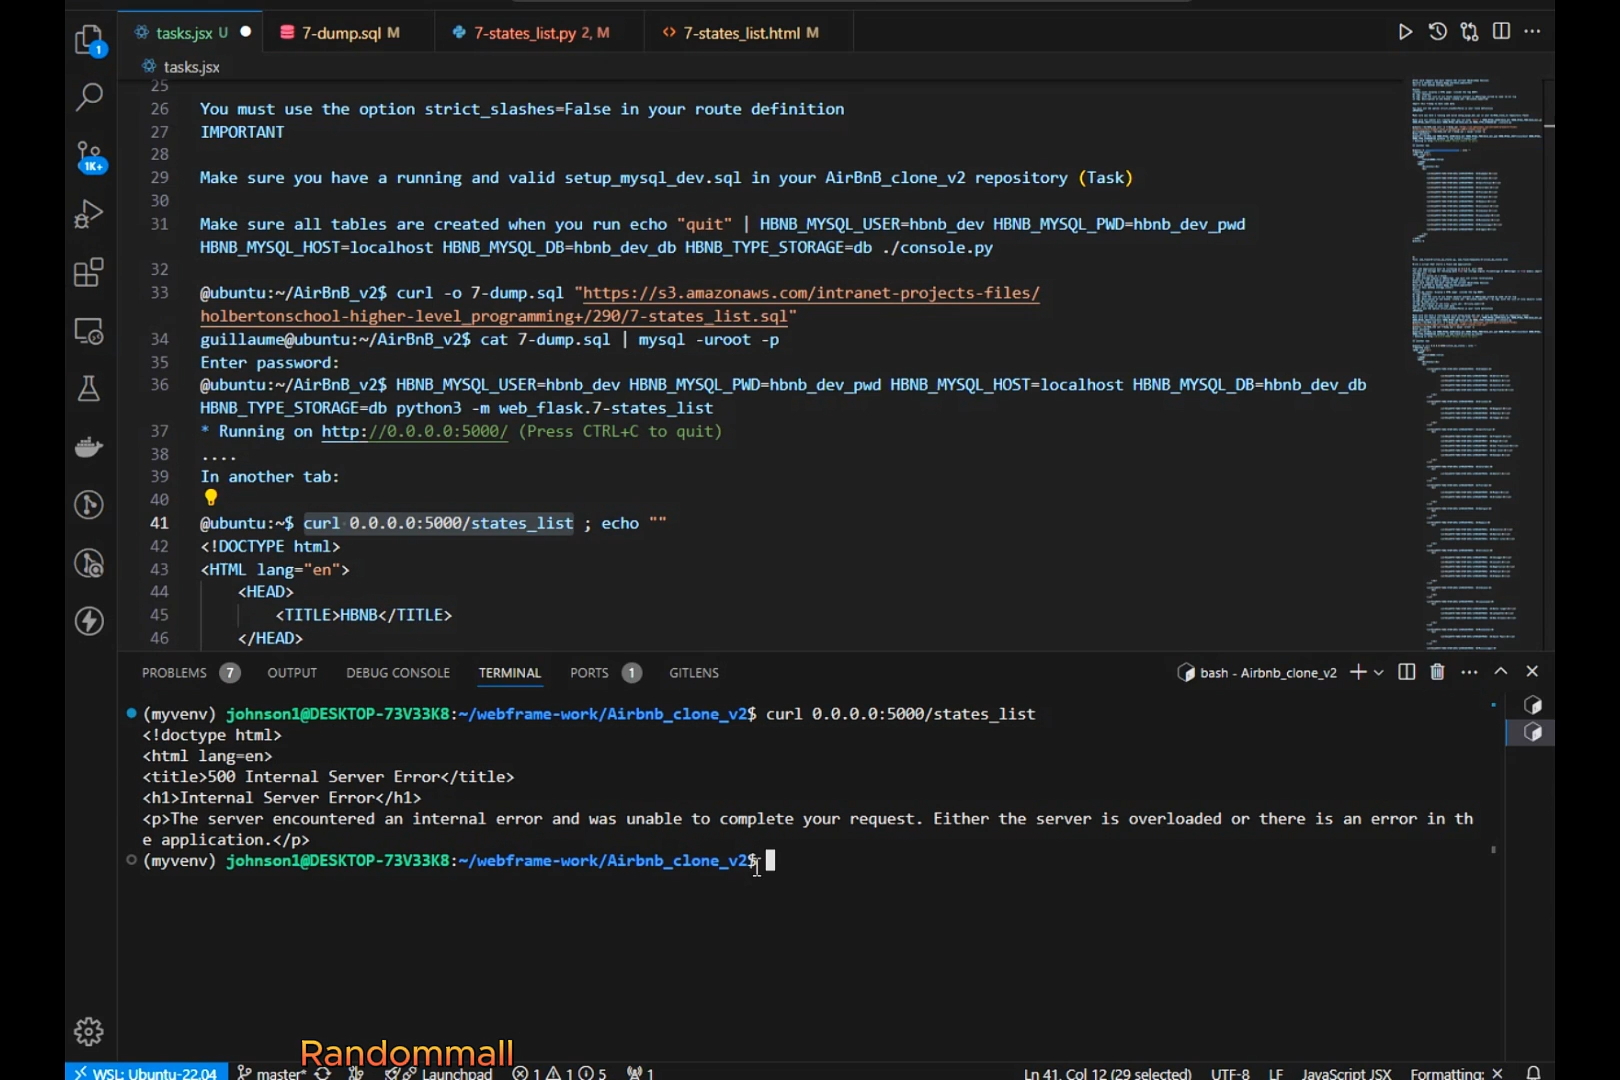 tasks.jsx U
7-dump.sql M
7-states_list.py 2, M
7-states_list.html M
tasks.jsx
25
26 You must use the option strict_slashes=False in your route definition
27 IMPORTANT
28
29 Make sure you have a running and valid setup_mysql_dev.sql in your AirBnB_clone_v2 repository (Task)
30
31 Make sure all tables are created when you run echo "quit" | HBNB_MYSQL_USER=hbnb_dev HBNB_MYSQL_PWD=hbnb_dev_pwd
HBNB_MYSQL_HOST=localhost HBNB_MYSQL_DB=hbnb_dev_db HBNB_TYPE_STORAGE=db ./console.py
32
33 @ubuntu:~/AirBnB_v2$ curl -o 7-dump.sql "https://s3.amazonaws.com/intranet-projects-files/
holbertonschool-higher-level_programming+/290/7-states_list.sql"
34 guillaume@ubuntu:~/AirBnB_v2$ cat 7-dump.sql | mysql -uroot -p
35 Enter password:
36 @ubuntu:~/AirBnB_v2$ HBNB_MYSQL_USER=hbnb_dev HBNB_MYSQL_PWD=hbnb_dev_pwd HBNB_MYSQL_HOST=localhost HBNB_MYSQL_DB=hbnb_dev_db
HBNB_TYPE_STORAGE=db python3 -m web_flask.7-states_list
37 * Running on http://0.0.0.0:5000/ (Press CTRL+C to quit)
38 ....
39 In another tab:
40
41 @ubuntu:~$ curl 0.0.0.0:5000/states_list ; echo ""
42 <!DOCTYPE html>
43 <HTML lang="en">
44 <HEAD>
45 <TITLE>HBNB</TITLE>
46 </HEAD>
1
1K+
PROBLEMS 7 OUTPUT DEBUG CONSOLE TERMINAL PORTS 1 GITLENS
bash - Airbnb_clone_v2
(myvenv) johnson1@DESKTOP-73V33K8:~/webframe-work/Airbnb_clone_v2$ curl 0.0.0.0:5000/states_list
<!doctype html>
<html lang=en>
<title>500 Internal Server Error</title>
<h1>Internal Server Error</h1>
<p>The server encountered an internal error and was unable to complete your request. Either the server is overloaded or there is an error in th
e application.</p>
(myvenv) johnson1@DESKTOP-73V33K8:~/webframe-work/Airbnb_clone_v2$
Randommall
WSL: Ubuntu-22.04 master* Launchpad 1 1 5 1 Ln 41, Col 12 (29 selected) UTF-8 LF JavaScript JSX Formatting: ✕